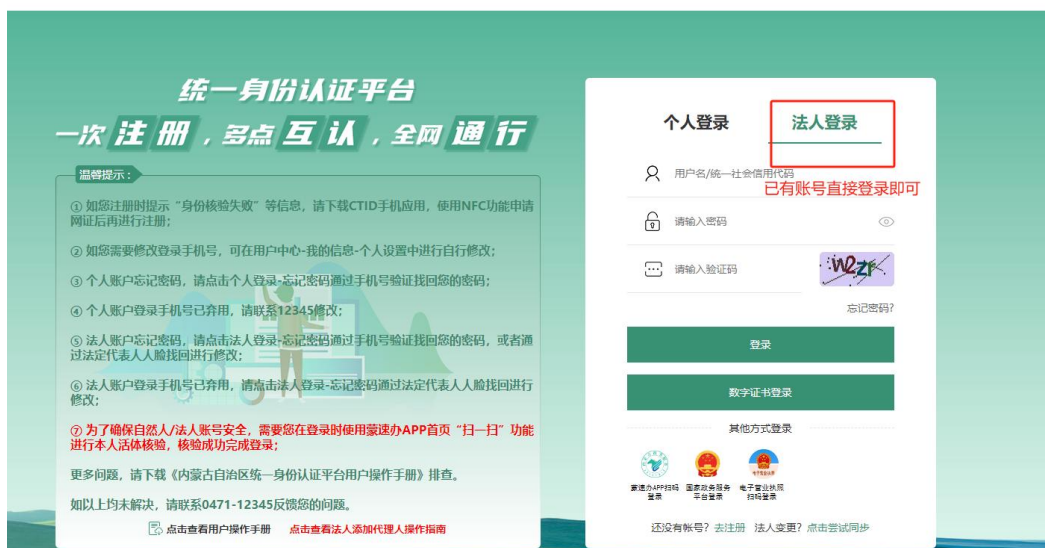 统一身份认证平台
一次 注 册 ，多点 互 认 ，全网 通 行
温馨提示：
① 如您注册时提示“身份核验失败”等信息，请下载CTID手机应用，使用NFC功能申请
网证后再进行注册；
② 如您需要修改登录手机号，可在用户中心-我的信息-个人设置中进行自行修改；
③ 个人账户忘记密码，请点击个人登录-忘记密码通过手机号验证找回您的密码；
④ 个人账户登录手机号已弃用，请联系12345修改；
⑤ 法人账户忘记密码，请点击法人登录-忘记密码通过手机号验证找回您的密码，或者通
过法定代表人人脸找回进行修改；
⑥ 法人账户登录手机号已弃用，请点击法人登录-忘记密码通过法定代表人人脸找回进行
修改；
⑦ 为了确保自然人/法人账号安全，需要您在登录时使用蒙速办APP首页“扫一扫”功能
进行本人活体核验，核验成功完成登录；
更多问题，请下载《内蒙古自治区统一身份认证平台用户操作手册》排查。
如以上均未解决，请联系0471-12345反馈您的问题。
点击查看用户操作手册 点击查看法人添加代理人操作指南
个人登录 法人登录
用户名/统一社会信用代码
已有账号直接登录即可
请输入密码
请输入验证码
W2ZF
忘记密码?
登录
数字证书登录
其他方式登录
蒙速办APP扫码登录 国家政务服务平台登录 电子营业执照扫码登录
还没有帐号? 去注册 法人变更? 点击尝试同步